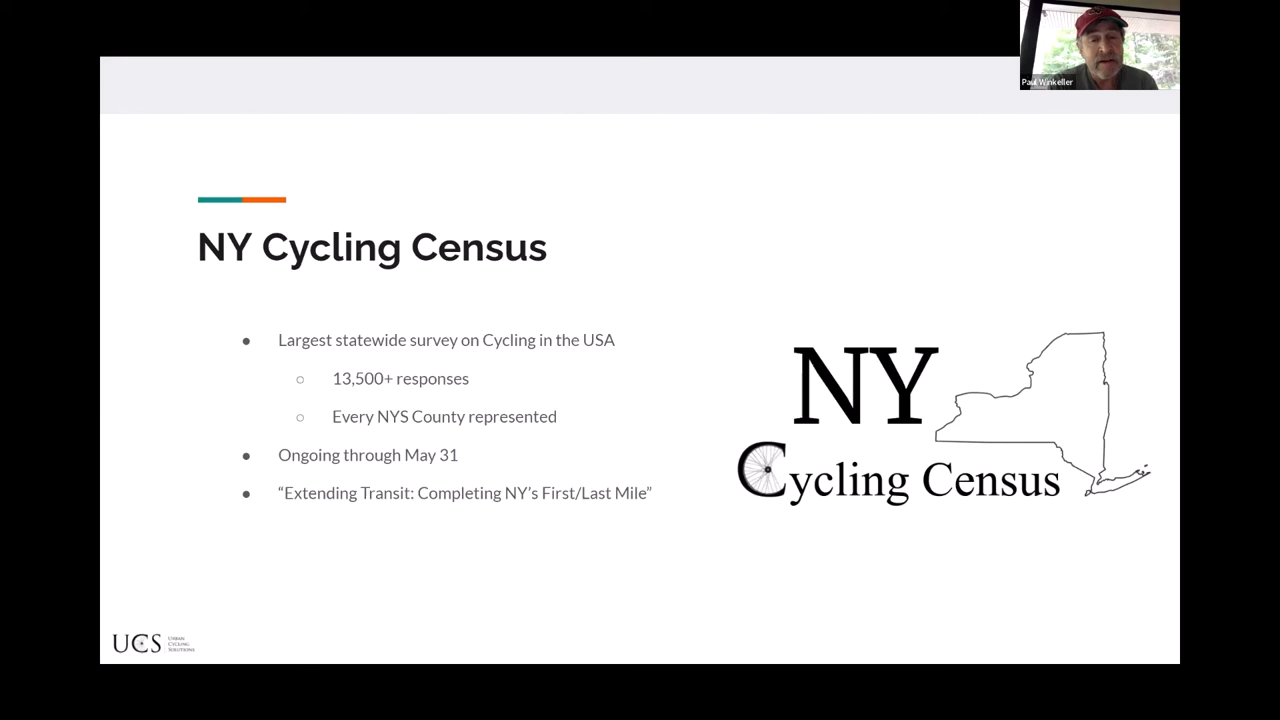 Paul Winkeller
NY Cycling Census
● Largest statewide survey on Cycling in the USA
○ 13,500+ responses
○ Every NYS County represented
● Ongoing through May 31
● “Extending Transit: Completing NY’s First/Last Mile”
NY
Cycling Census
UCS
URBAN
CYCLING
SOLUTIONS